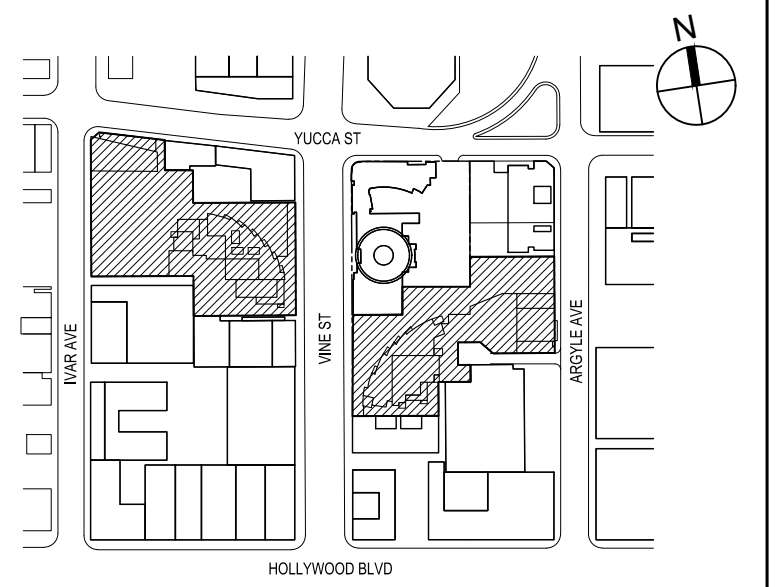 N
YUCCA ST
IVAR AVE
VINE ST
ARGYLE AVE
HOLLYWOOD BLVD